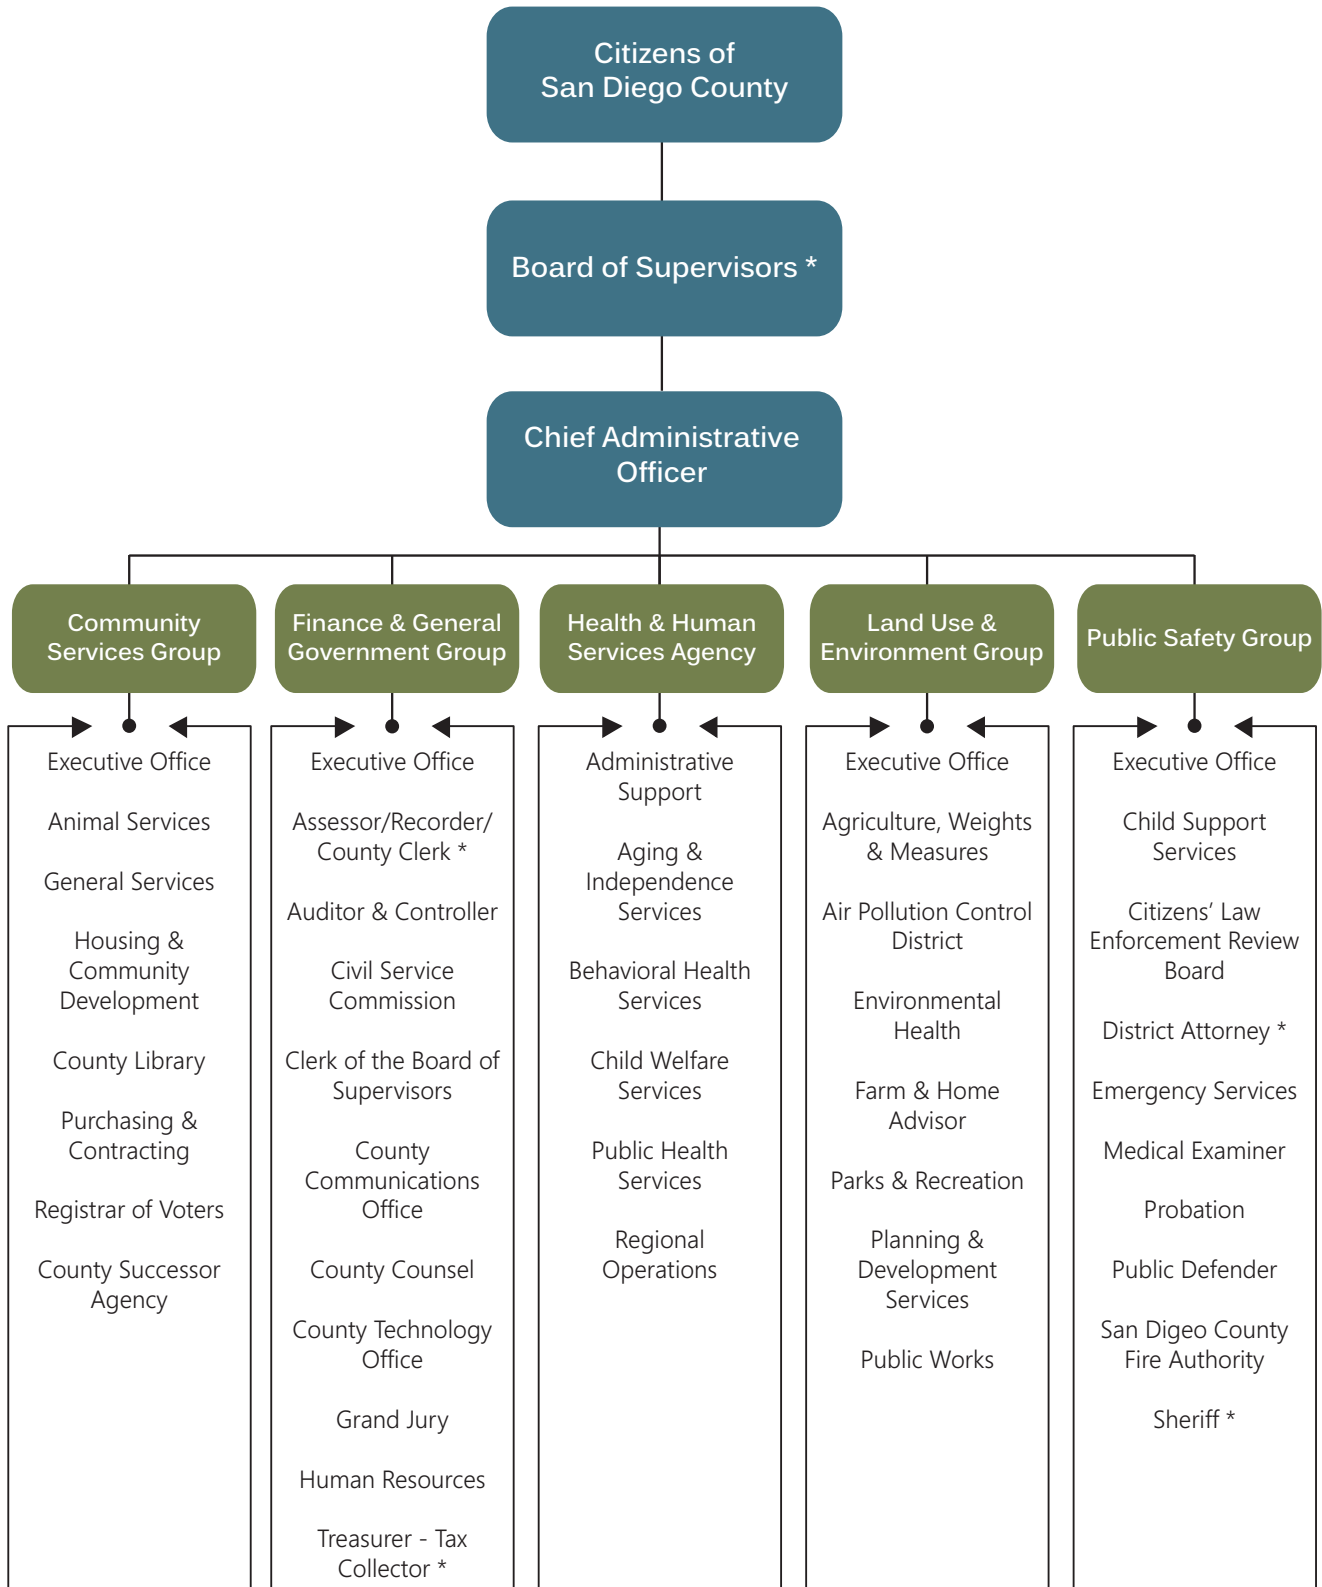 Citizens of
San Diego County
Board of Supervisors *
Chief Administrative
Officer
Community
Services Group
Finance & General
Government Group
Health & Human
Services Agency
Land Use &
Environment Group
Public Safety Group
Executive Office
Animal Services
General Services
Housing &
Community
Development
County Library
Purchasing &
Contracting
Registrar of Voters
County Successor
Agency
Executive Office
Assessor/Recorder/
County Clerk *
Auditor & Controller
Civil Service
Commission
Clerk of the Board of
Supervisors
County
Communications
Office
County Counsel
County Technology
Office
Grand Jury
Human Resources
Treasurer - Tax
Collector *
Administrative
Support
Aging &
Independence
Services
Behavioral Health
Services
Child Welfare
Services
Public Health
Services
Regional
Operations
Executive Office
Agriculture, Weights
& Measures
Air Pollution Control
District
Environmental
Health
Farm & Home
Advisor
Parks & Recreation
Planning &
Development
Services
Public Works
Executive Office
Child Support
Services
Citizens’ Law
Enforcement Review
Board
District Attorney *
Emergency Services
Medical Examiner
Probation
Public Defender
San Digeo County
Fire Authority
Sheriff *